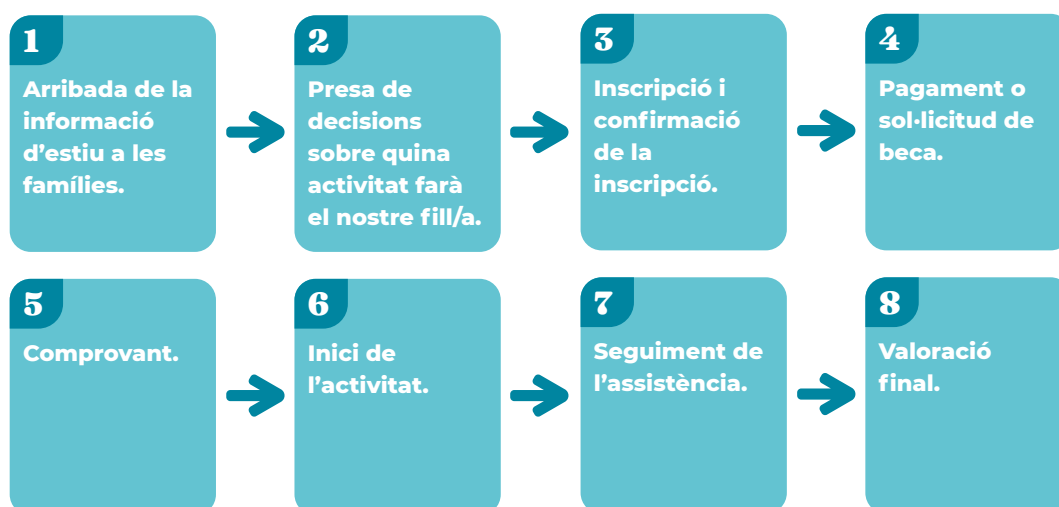 1
Arribada de la
informació
d’estiu a les
famílies.
2
Presa de
decisions
sobre quina
activitat farà
el nostre fill/a.
3
Inscripció i
confirmació
de la
inscripció.
4
Pagament o
sol·licitud de
beca.
5
Comprovant.
6
Inici de
l’activitat.
7
Seguiment de
l’assistència.
8
Valoració
final.